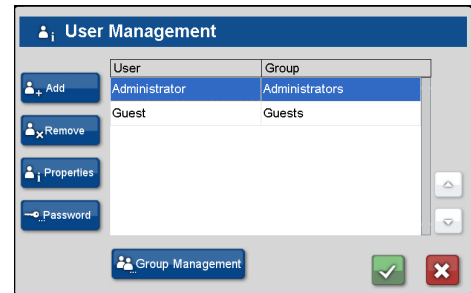 User Management
User Group
Add
Administrator Administrators
Guest Guests
Remove
Properties
Password
Group Management